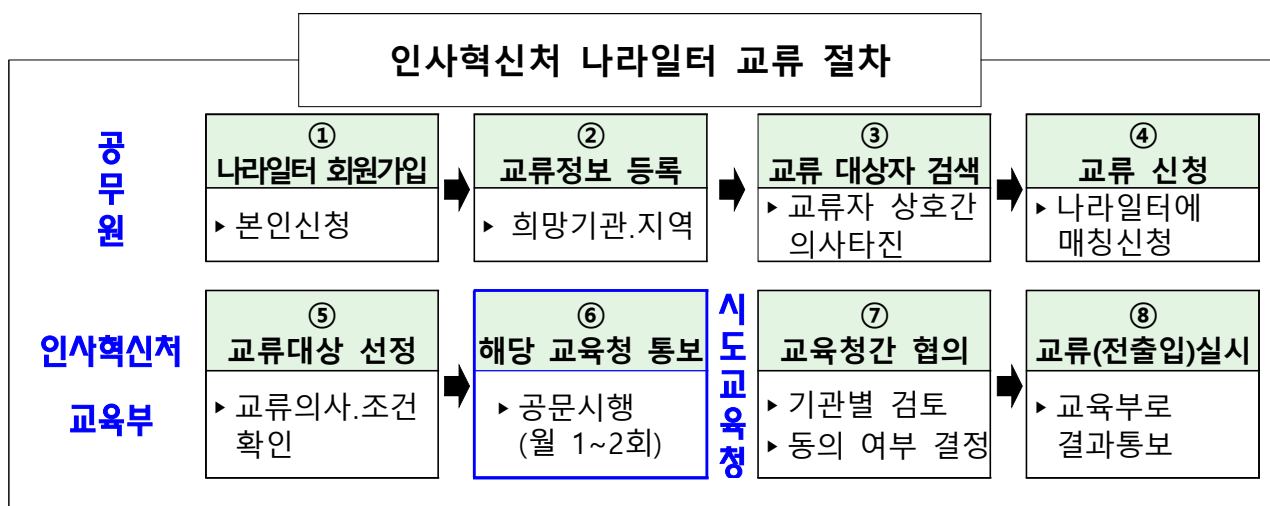 인사혁신처 나라일터 교류 절차
공무원
①
나라일터 회원가입
▸ 본인신청
②
교류정보 등록
▸ 희망기관.지역
③
교류 대상자 검색
▸ 교류자 상호간
의사타진
④
교류 신청
▸ 나라일터에
매칭신청
인사혁신처
교육부
⑤
교류대상 선정
▸ 교류의사.조건
확인
⑥
해당 교육청 통보
▸ 공문시행
(월 1~2회)
시도교육청
⑦
교육청간 협의
▸ 기관별 검토
▸ 동의 여부 결정
⑧
교류(전출입)실시
▸ 교육부로
결과통보